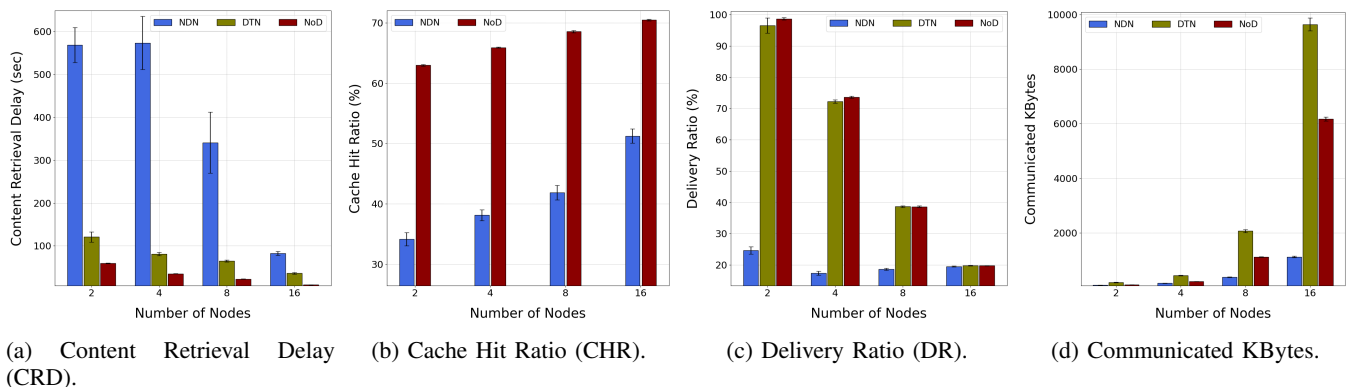 NDN DTN NoD
600
500
400
300
200
100
Content Retrieval Delay (sec)
2 4 8 16
Number of Nodes
(a) Content Retrieval Delay
(CRD).
NDN DTN NoD
70
60
50
40
30
Cache Hit Ratio (%)
2 4 8 16
Number of Nodes
(b) Cache Hit Ratio (CHR).
NDN DTN NoD
100
90
80
70
60
50
40
30
20
Delivery Ratio (%)
2 4 8 16
Number of Nodes
(c) Delivery Ratio (DR).
NDN DTN NoD
10000
8000
6000
4000
2000
Communicated KBytes
2 4 8 16
Number of Nodes
(d) Communicated KBytes.